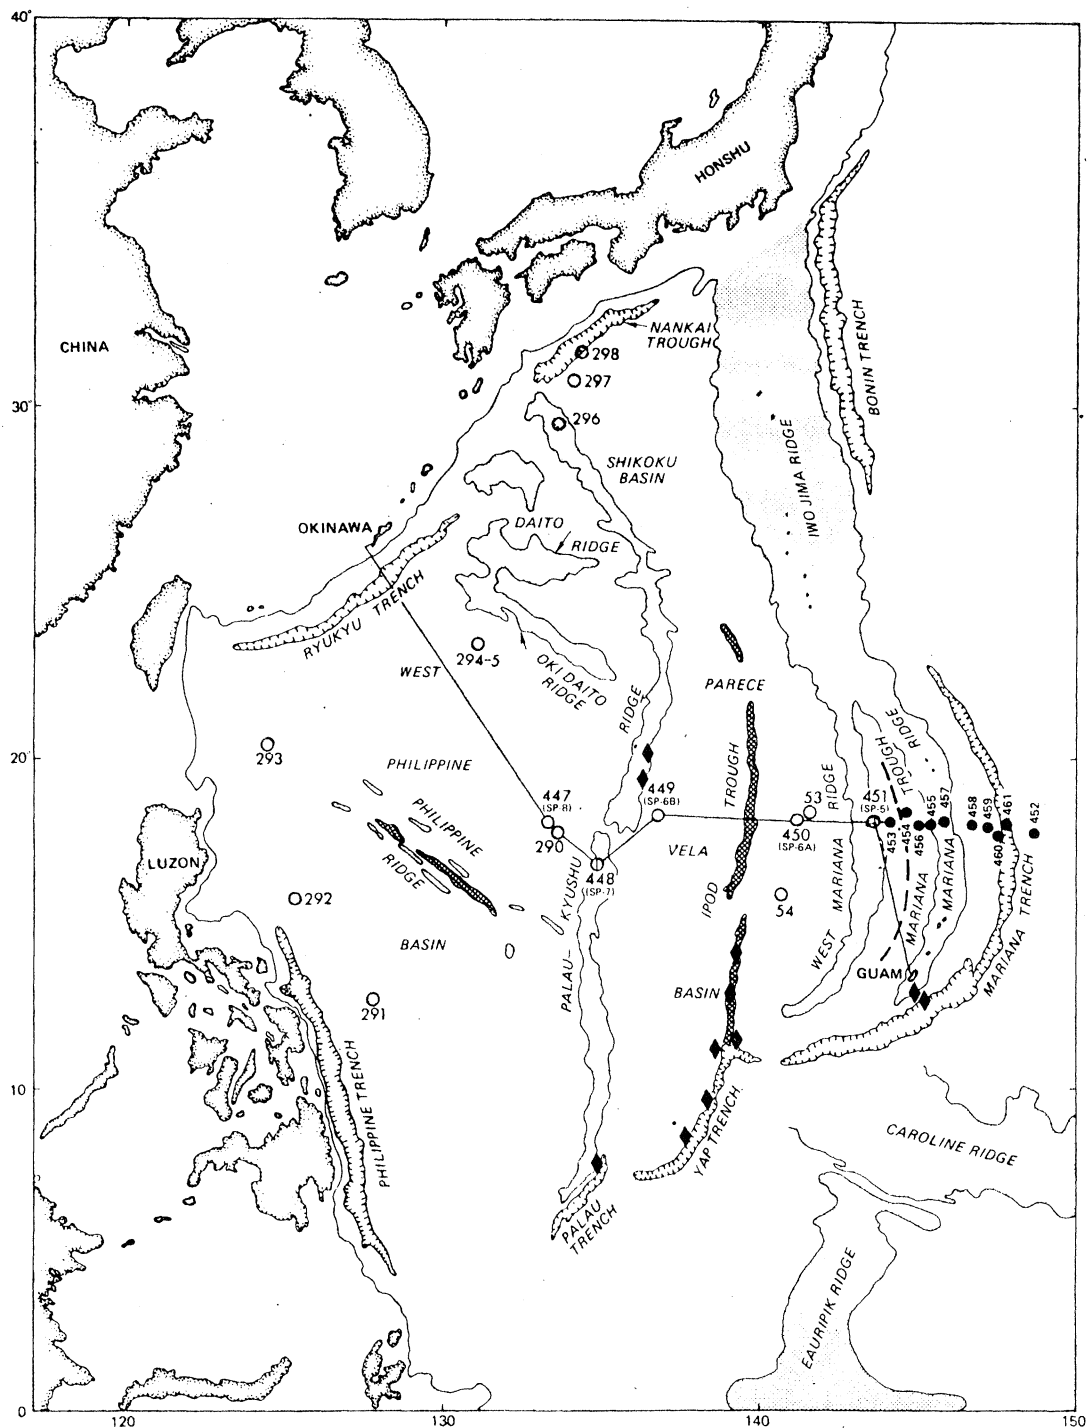 40°
HONSHU
CHINA
NANKAI
TROUGH
298
297
BONIN TRENCH
30°
296
SHIKOKU
BASIN
IWO JIMA RIDGE
OKINAWA
DAITO
RIDGE
RYUKYU TRENCH
294-5
WEST
OKI DAITO
RIDGE
PARECE
RIDGE
TROUGH
RIDGE
20°
293
PHILIPPINE
447
(SP-8)
290
449
(SP-6B)
TROUGH
53
RIDGE
450
(SP-6A)
451
(SP-5)
453
454
456
455
457
458
459
460
461
452
PHILIPPINE
RIDGE
LUZON
VELA
448
(SP-7)
292
IPOD
54
WEST MARIANA
MARIANA
MARIANA
MARIANA TRENCH
BASIN
PALAU-KYUSHU
GUAM
BASIN
291
10
PHILIPPINE TRENCH
YAP TRENCH
CAROLINE RIDGE
PALAU
TRENCH
EAURIPIK RIDGE
0
120
130
140
150